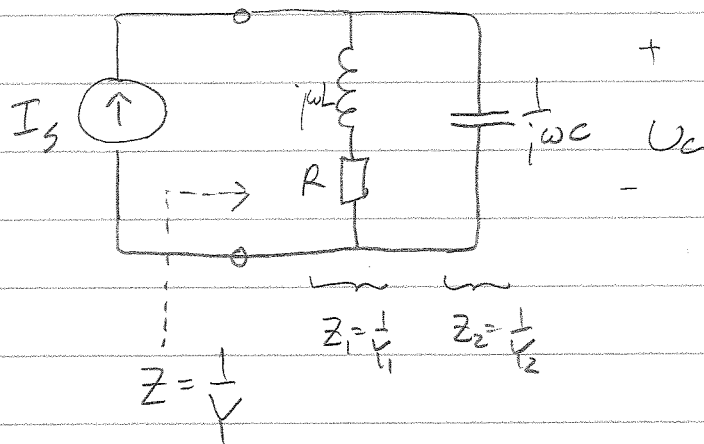 I_s ↑ jωL 1/jωC + U_C -
R
Z_1 = 1/Y_1 Z_2 = 1/Y_2
Z = 1/Y